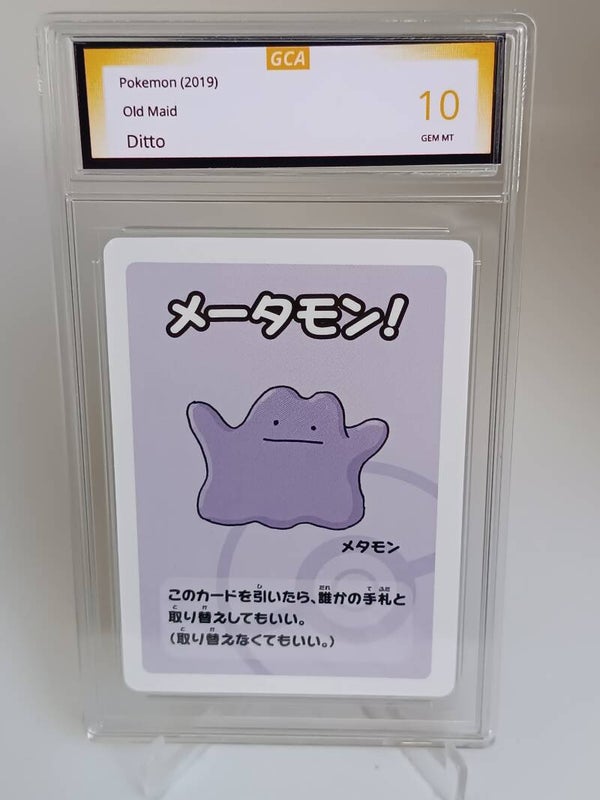 GCA
Pokemon (2019)
Old Maid
Ditto
10
GEM MT
メータモン!
メタモン
このカードを引いたら、誰かの手札と
取り替えしてもいい。
(取り替えなくてもいい。)